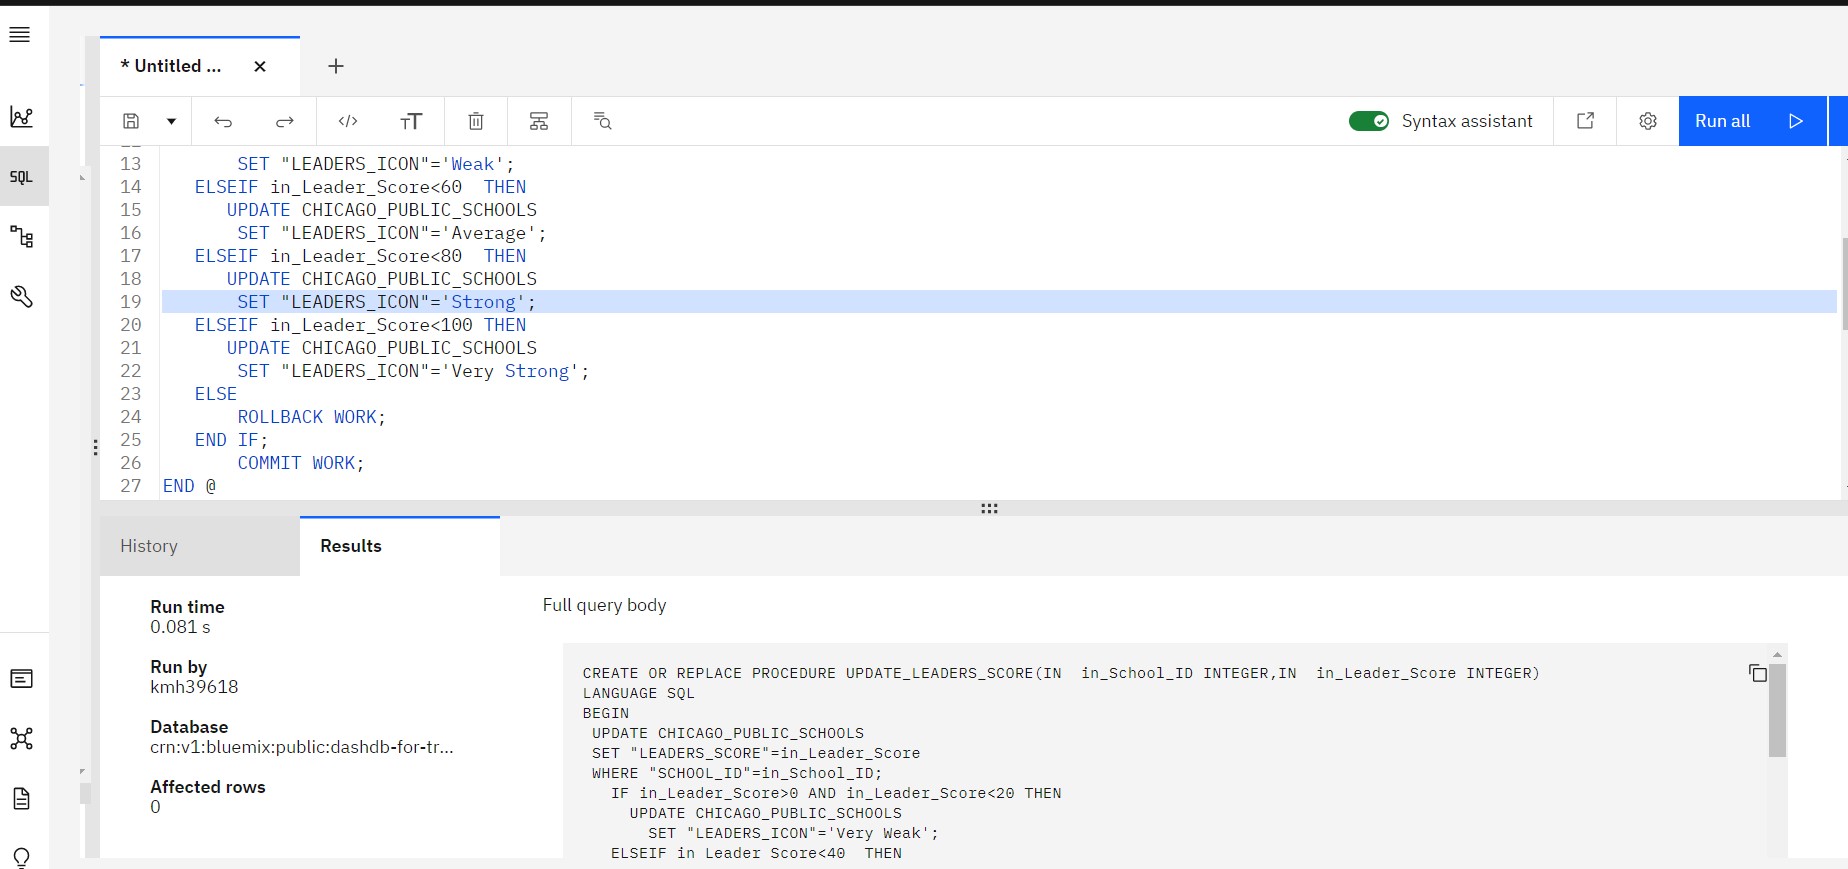 * Untitled ...
Syntax assistant
Run all
SQL
13 SET "LEADERS_ICON"='Weak';
14 ELSEIF in_Leader_Score<60  THEN
15 UPDATE CHICAGO_PUBLIC_SCHOOLS
16 SET "LEADERS_ICON"='Average';
17 ELSEIF in_Leader_Score<80  THEN
18 UPDATE CHICAGO_PUBLIC_SCHOOLS
19 SET "LEADERS_ICON"='Strong';
20 ELSEIF in_Leader_Score<100 THEN
21 UPDATE CHICAGO_PUBLIC_SCHOOLS
22 SET "LEADERS_ICON"='Very Strong';
23 ELSE
24 ROLLBACK WORK;
25 END IF;
26 COMMIT WORK;
27 END @
History
Results
Run time
0.081 s
Run by
kmh39618
Database
crn:v1:bluemix:public:dashdb-for-tr...
Affected rows
0
Full query body
CREATE OR REPLACE PROCEDURE UPDATE_LEADERS_SCORE(IN  in_School_ID INTEGER,IN  in_Leader_Score INTEGER)
LANGUAGE SQL
BEGIN
UPDATE CHICAGO_PUBLIC_SCHOOLS
SET "LEADERS_SCORE"=in_Leader_Score
WHERE "SCHOOL_ID"=in_School_ID;
IF in_Leader_Score>0 AND in_Leader_Score<20 THEN
UPDATE CHICAGO_PUBLIC_SCHOOLS
SET "LEADERS_ICON"='Very Weak';
ELSEIF in_Leader_Score<40  THEN